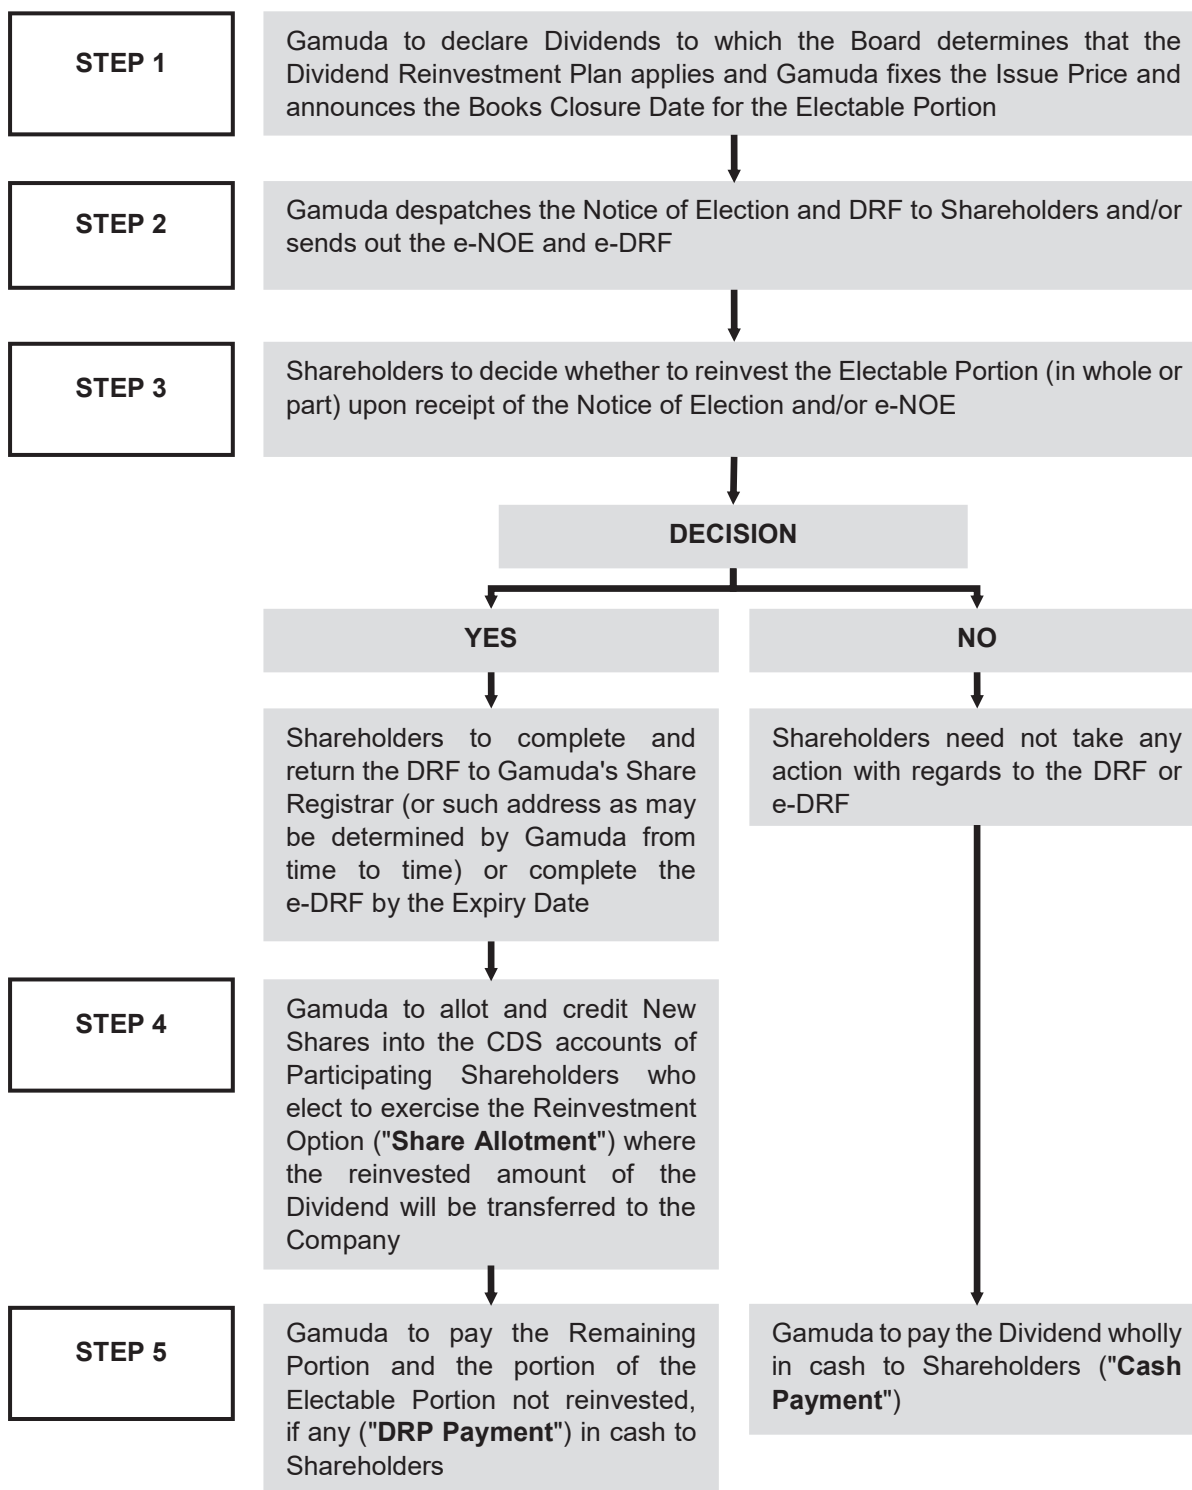 STEP 1
Gamuda to declare Dividends to which the Board determines that the
Dividend Reinvestment Plan applies and Gamuda fixes the Issue Price and
announces the Books Closure Date for the Electable Portion
STEP 2
Gamuda despatches the Notice of Election and DRF to Shareholders and/or
sends out the e-NOE and e-DRF
STEP 3
Shareholders to decide whether to reinvest the Electable Portion (in whole or
part) upon receipt of the Notice of Election and/or e-NOE
DECISION
YES
NO
Shareholders to complete and
return the DRF to Gamuda's Share
Registrar (or such address as may
be determined by Gamuda from
time to time) or complete the
e-DRF by the Expiry Date
Shareholders need not take any
action with regards to the DRF or
e-DRF
STEP 4
Gamuda to allot and credit New
Shares into the CDS accounts of
Participating Shareholders who
elect to exercise the Reinvestment
Option ("Share Allotment") where
the reinvested amount of the
Dividend will be transferred to the
Company
STEP 5
Gamuda to pay the Remaining
Portion and the portion of the
Electable Portion not reinvested,
if any ("DRP Payment") in cash to
Shareholders
Gamuda to pay the Dividend wholly
in cash to Shareholders ("Cash
Payment")